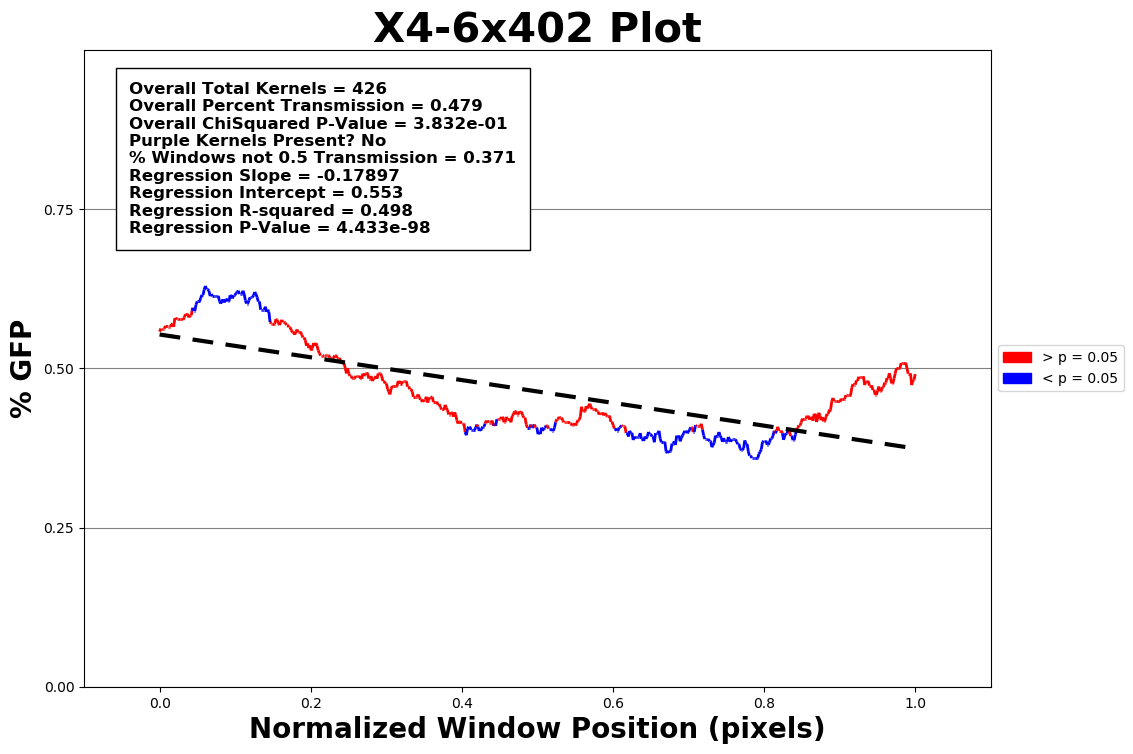 X4-6x402 Plot
Overall Total Kernels = 426
Overall Percent Transmission = 0.479
Overall ChiSquared P-Value = 3.832e-01
Purple Kernels Present? No
% Windows not 0.5 Transmission = 0.371
Regression Slope = -0.17897
Regression Intercept = 0.553
Regression R-squared = 0.498
Regression P-Value = 4.433e-98
% GFP
0.75
0.50
0.25
0.00
> p = 0.05
< p = 0.05
0.0 0.2 0.4 0.6 0.8 1.0
Normalized Window Position (pixels)